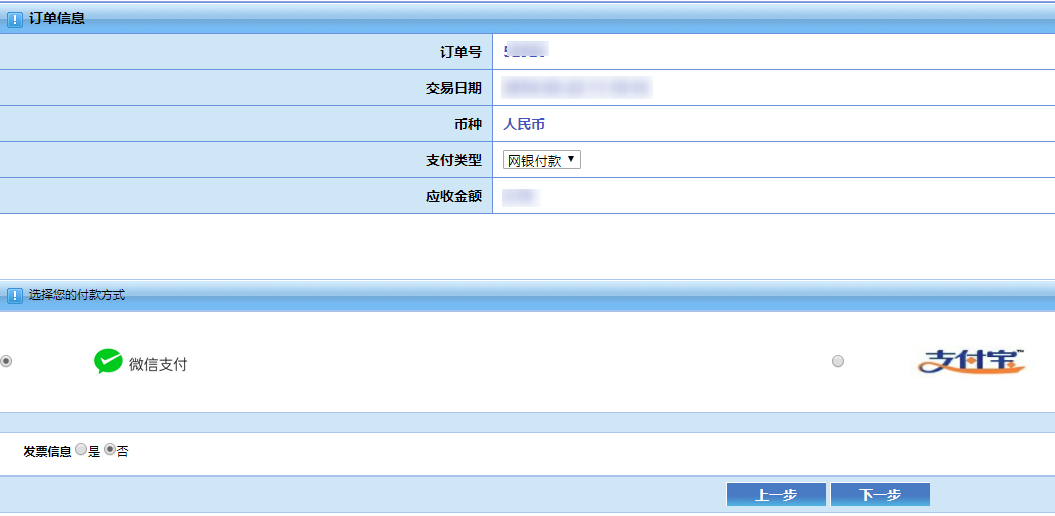 订单信息
订单号
交易日期
币种 人民币
支付类型 网银付款
应收金额
选择您的付款方式
微信支付 支付宝™
发票信息 是 否
上一步 下一步